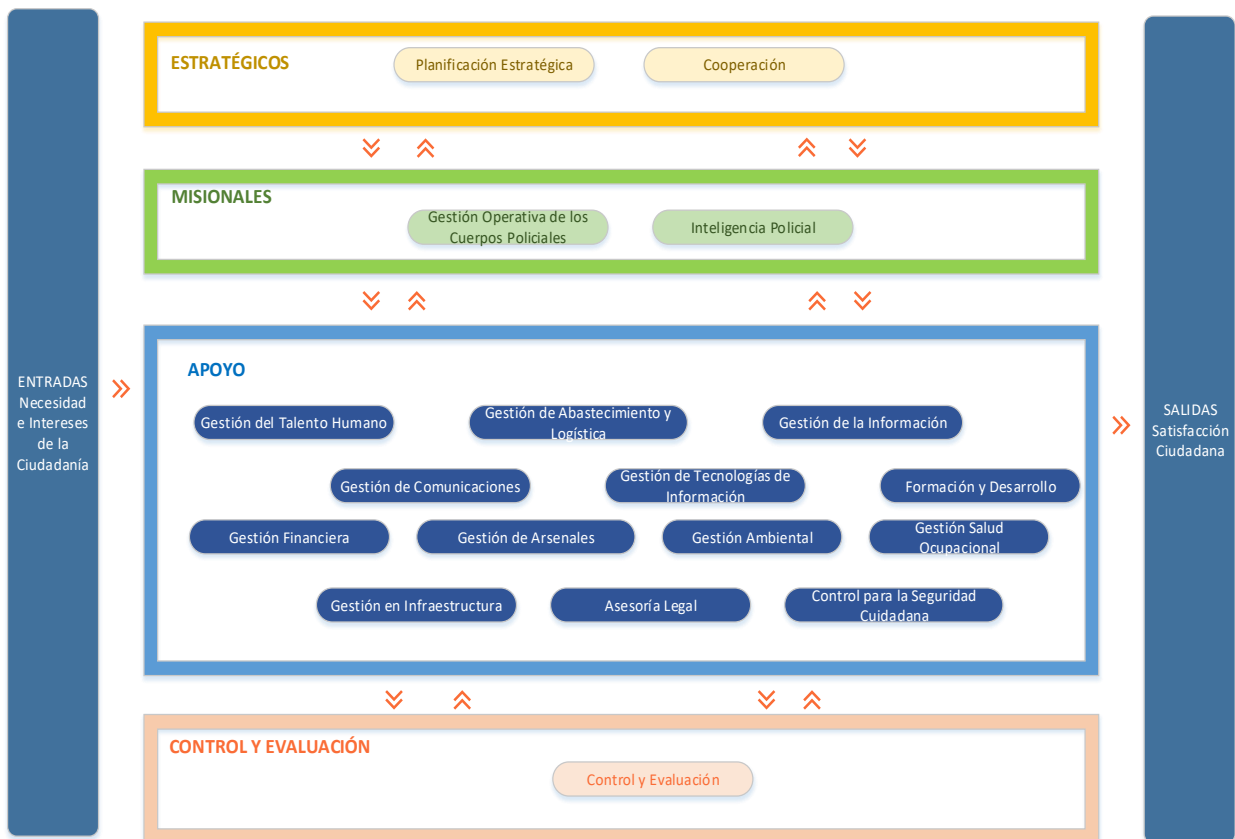 ESTRATÉGICOS
Planificación Estratégica
Cooperación
MISIONALES
Gestión Operativa de los
Cuerpos Policiales
Inteligencia Policial
ENTRADAS
Necesidad
e Intereses
de la
Ciudadanía
APOYO
Gestión del Talento Humano
Gestión de Abastecimiento y
Logística
Gestión de la Información
Gestión de Comunicaciones
Gestión de Tecnologías de
Información
Formación y Desarrollo
Gestión Financiera
Gestión de Arsenales
Gestión Ambiental
Gestión Salud
Ocupacional
Gestión en Infraestructura
Asesoría Legal
Control para la Seguridad
Cuidadana
SALIDAS
Satisfacción
Ciudadana
CONTROL Y EVALUACIÓN
Control y Evaluación